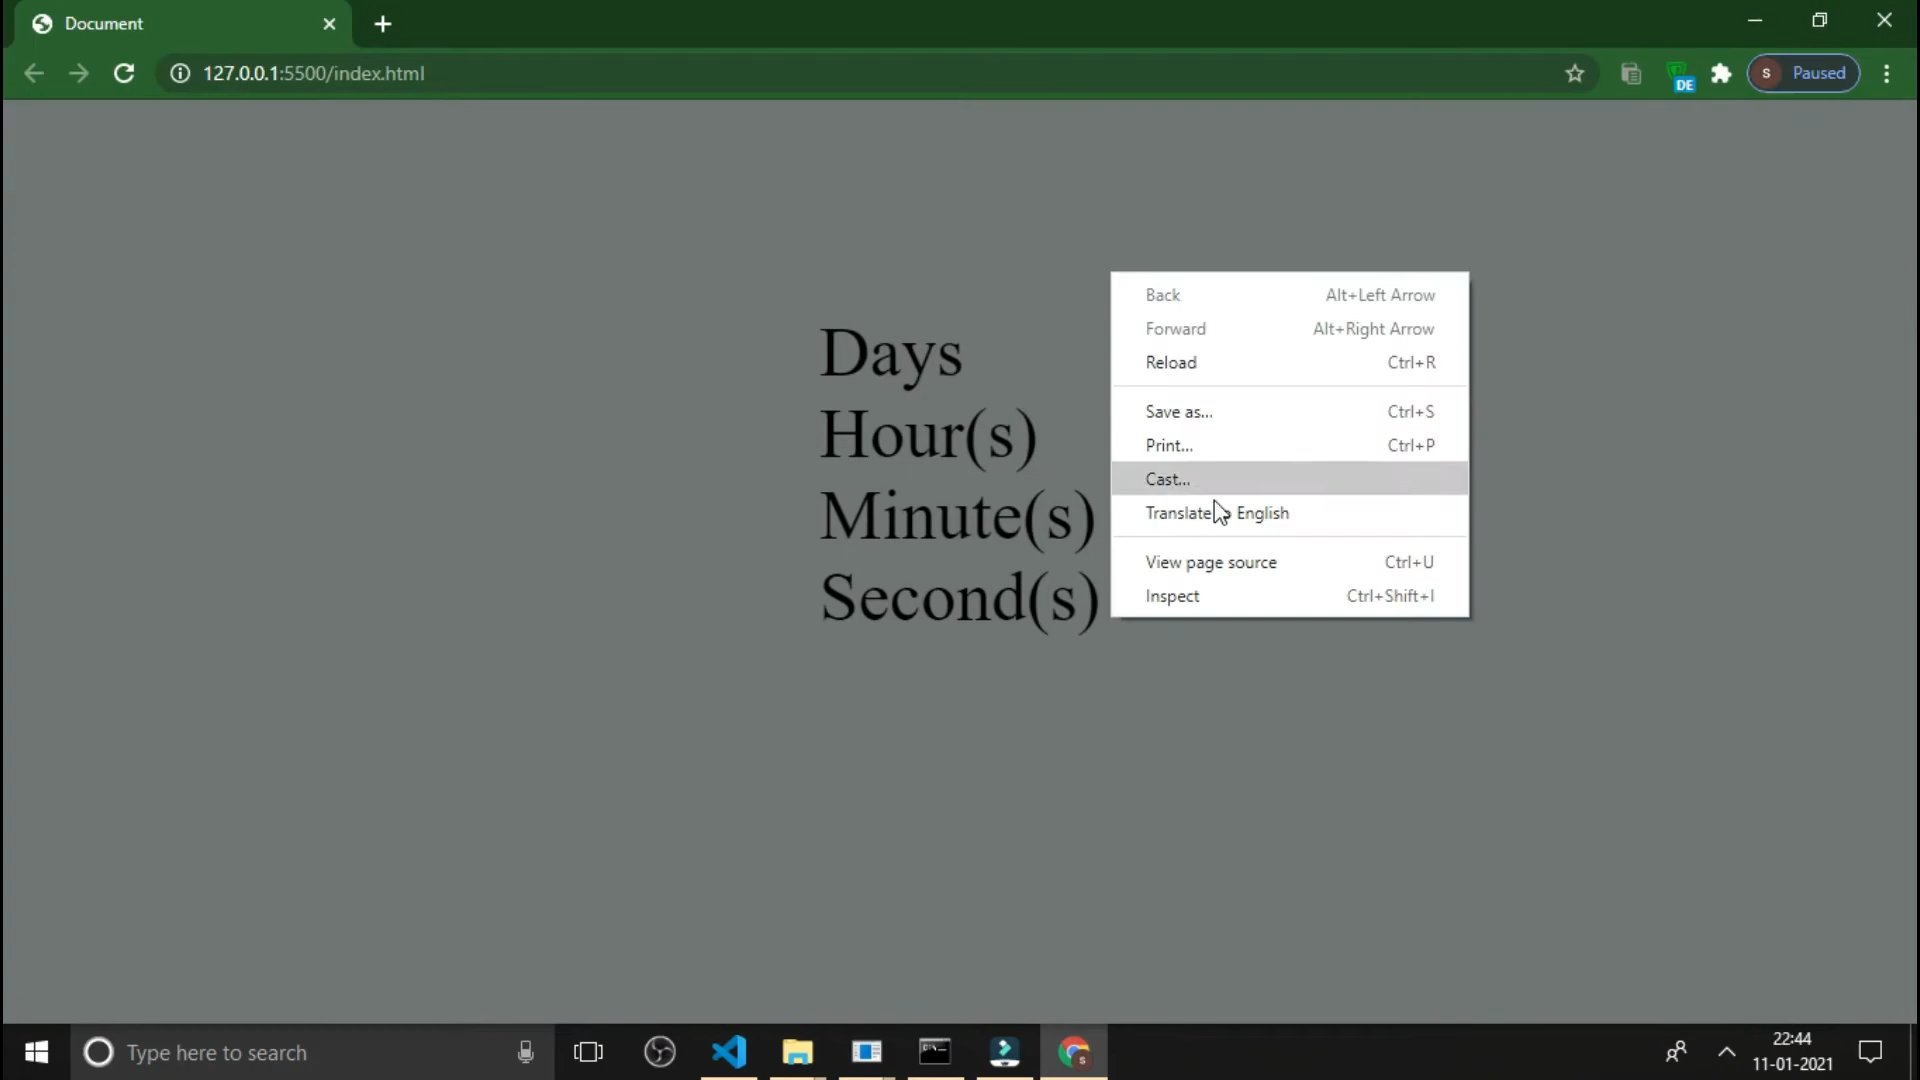 Document
127.0.0.1:5500/index.html
DE
s Paused
Days
Hour(s)
Minute(s)
Second(s)
Back Alt+Left Arrow
Forward Alt+Right Arrow
Reload Ctrl+R
Save as... Ctrl+S
Print... Ctrl+P
Cast...
Translate English
View page source Ctrl+U
Inspect Ctrl+Shift+I
Type here to search
s
22:44
11-01-2021